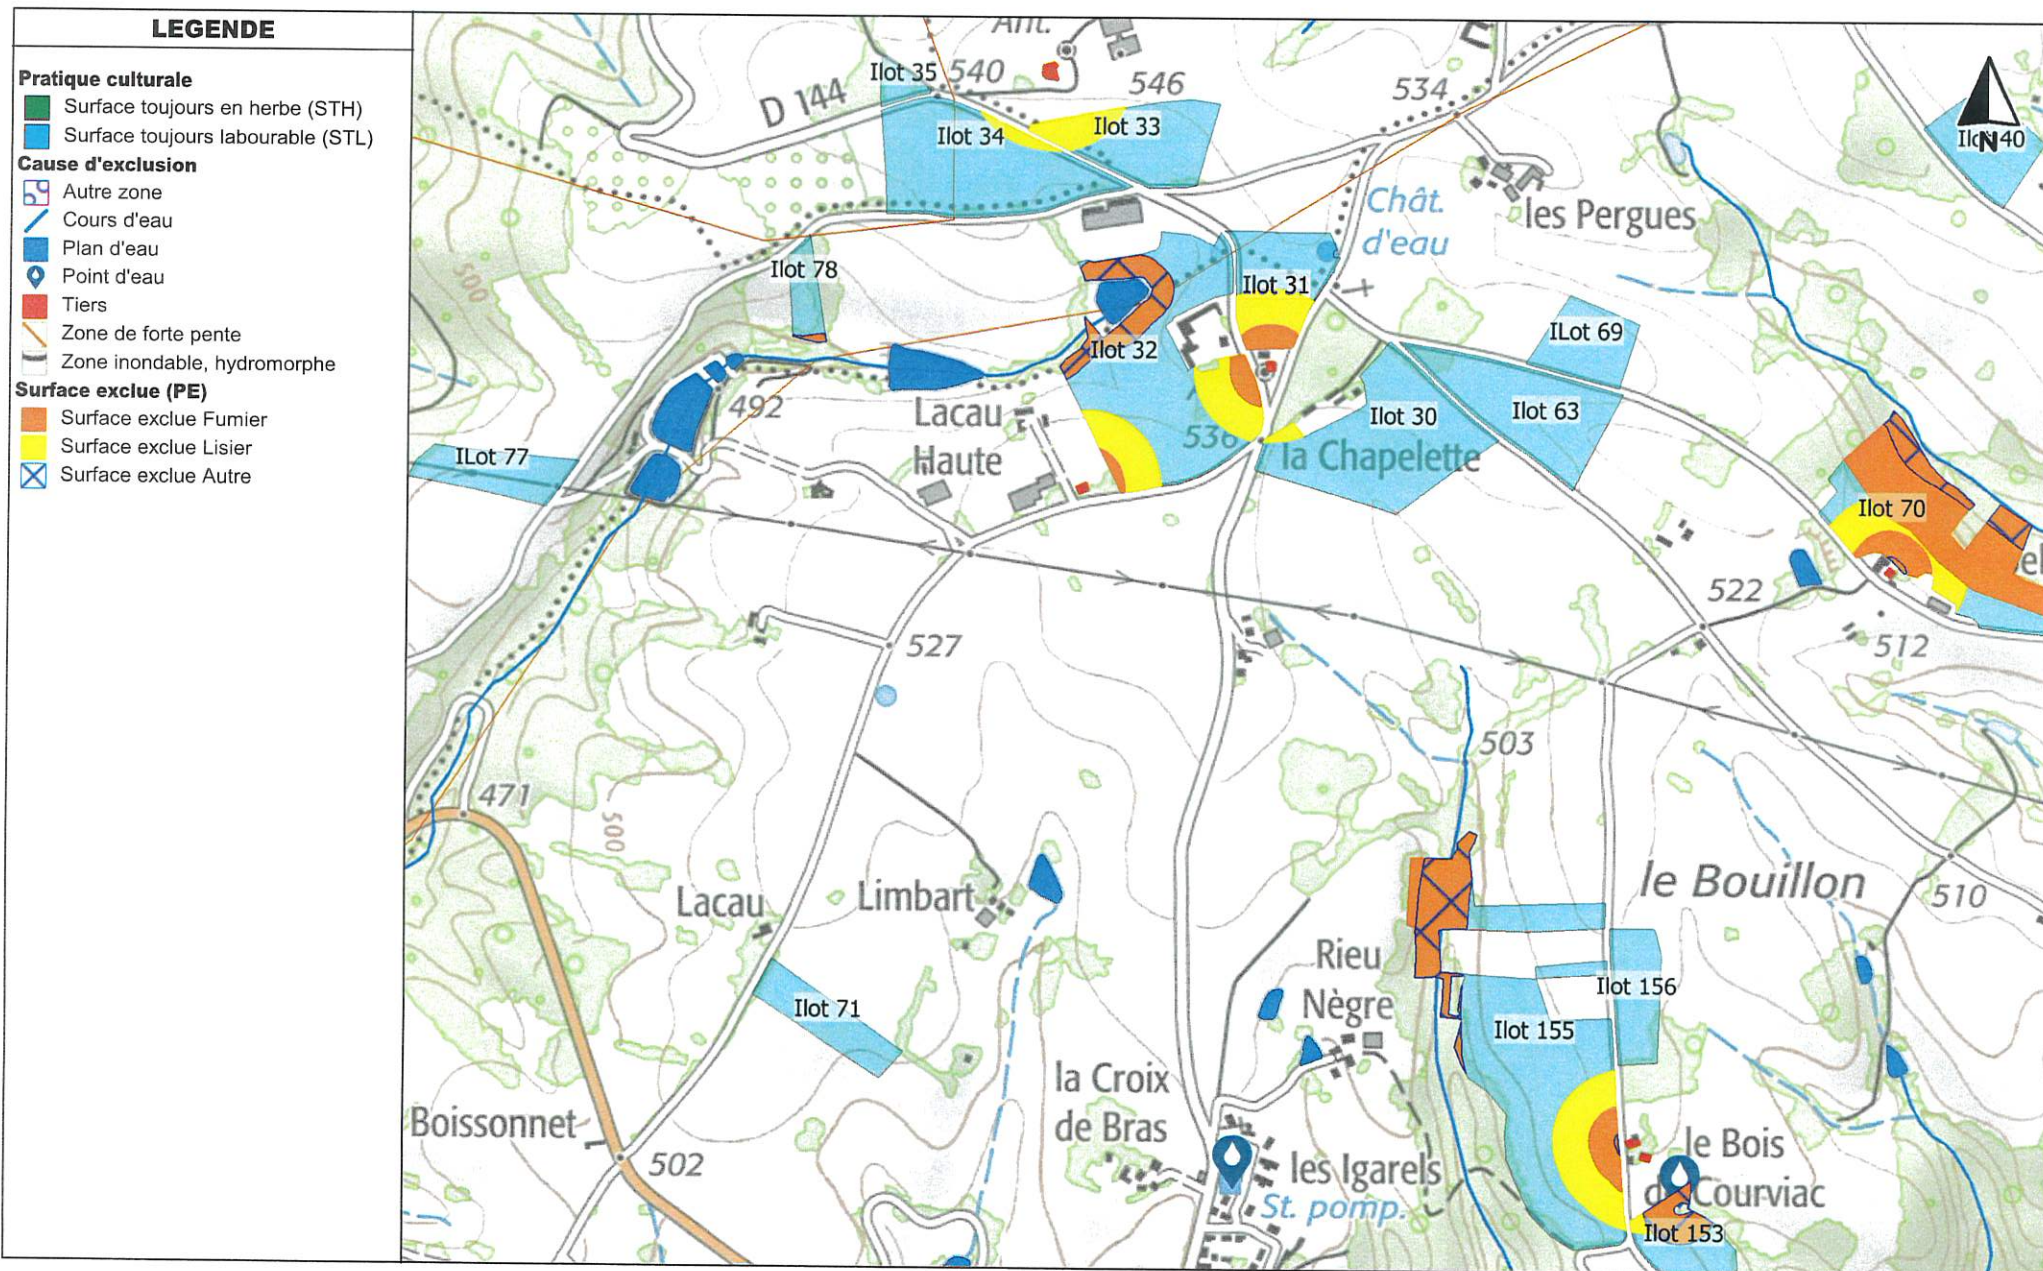 LEGENDE
Pratique culturale
Surface toujours en herbe (STH)
Surface toujours labourable (STL)
Cause d'exclusion
Autre zone
Cours d'eau
Plan d'eau
Point d'eau
Tiers
Zone de forte pente
Zone inondable, hydromorphe
Surface exclue (PE)
Surface exclue Fumier
Surface exclue Lisier
Surface exclue Autre
Ant.
Ilot 35
540
546
D 144
534
Ilot 34
Ilot 33
N
Ilot 40
Chât.
d'eau
les Pergues
500
Ilot 78
Ilot 31
Ilot 32
ILot 69
492
Lacau
Haute
Ilot 30
Ilot 63
536
la Chapelette
ILot 77
Ilot 70
522
512
527
503
471
500
le Bouillon
510
Lacau
Limbart
Rieu
Nègre
Ilot 156
Ilot 71
Ilot 155
la Croix
de Bras
Boissonnet
502
les Igarels
St. pomp.
le Bois
de Courviac
Ilot 153